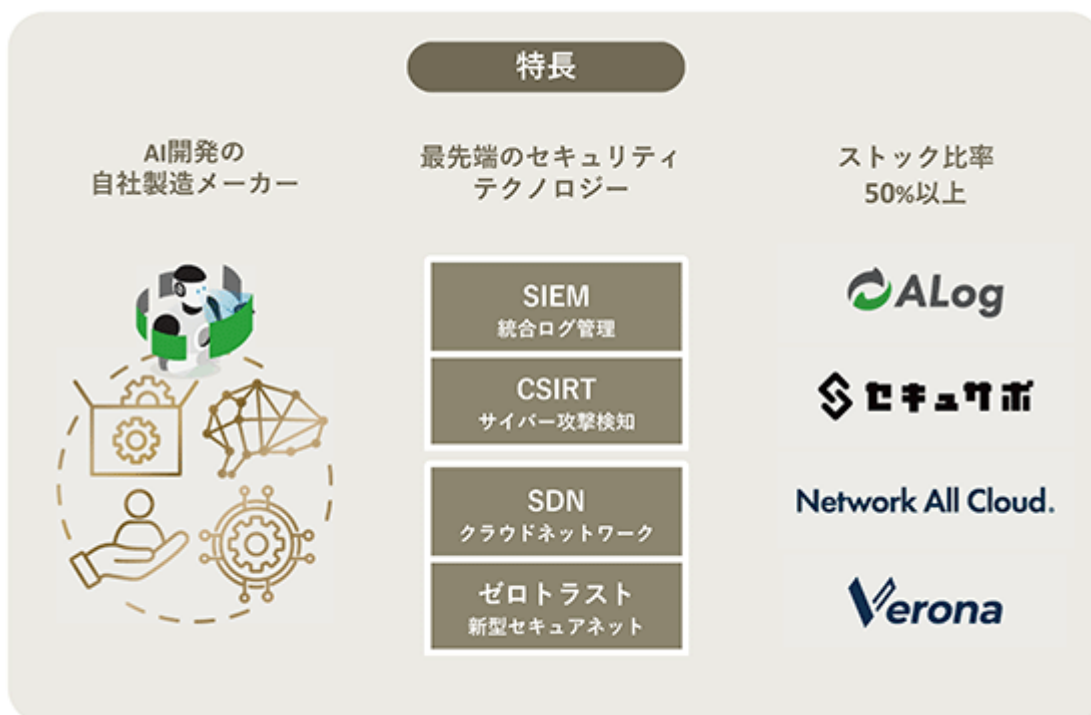 特長
AI開発の
自社製造メーカー
最先端のセキュリティ
テクノロジー
SIEM
統合ログ管理
CSIRT
サイバー攻撃検知
SDN
クラウドネットワーク
ゼロトラスト
新型セキュアネット
ストック比率
50%以上
ALog
セキュサポ
Network All Cloud.
Verona